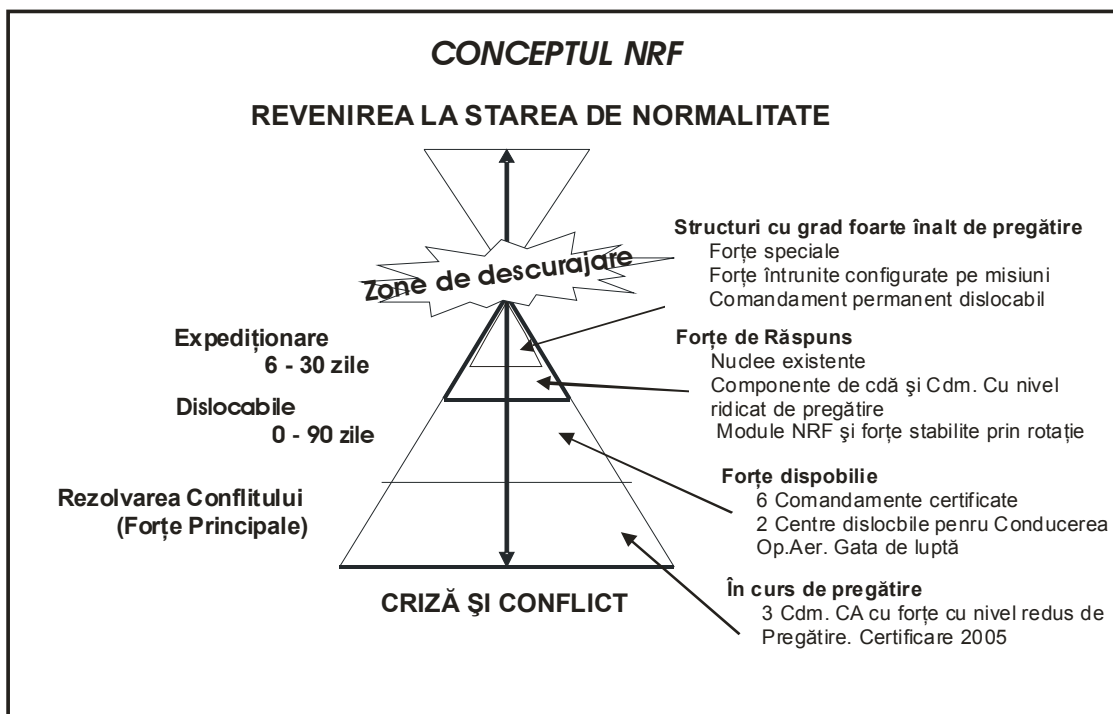 CONCEPTUL NRF
REVENIREA LA STAREA DE NORMALITATE
Zone de descurajare
Expediționare
6 - 30 zile
Dislocabile
0 - 90 zile
Rezolvarea Conflitului
(Forțe Principale)
Structuri cu grad foarte înalt de pregătire
Forțe speciale
Forțe întrunite configurate pe misiuni
Comandament permanent dislocabil
Forțe de Răspuns
Nuclee existente
Componente de cdă și Cdm. Cu nivel
ridicat de pregătire
Module NRF și forțe stabilite prin rotație
Forțe dispobilie
6 Comandamente certificate
2 Centre dislocbile penru Conducerea
Op.Aer. Gata de luptă
În curs de pregătire
3 Cdm. CA cu forțe cu nivel redus de
Pregătire. Certificare 2005
CRIZĂ ŞI CONFLICT